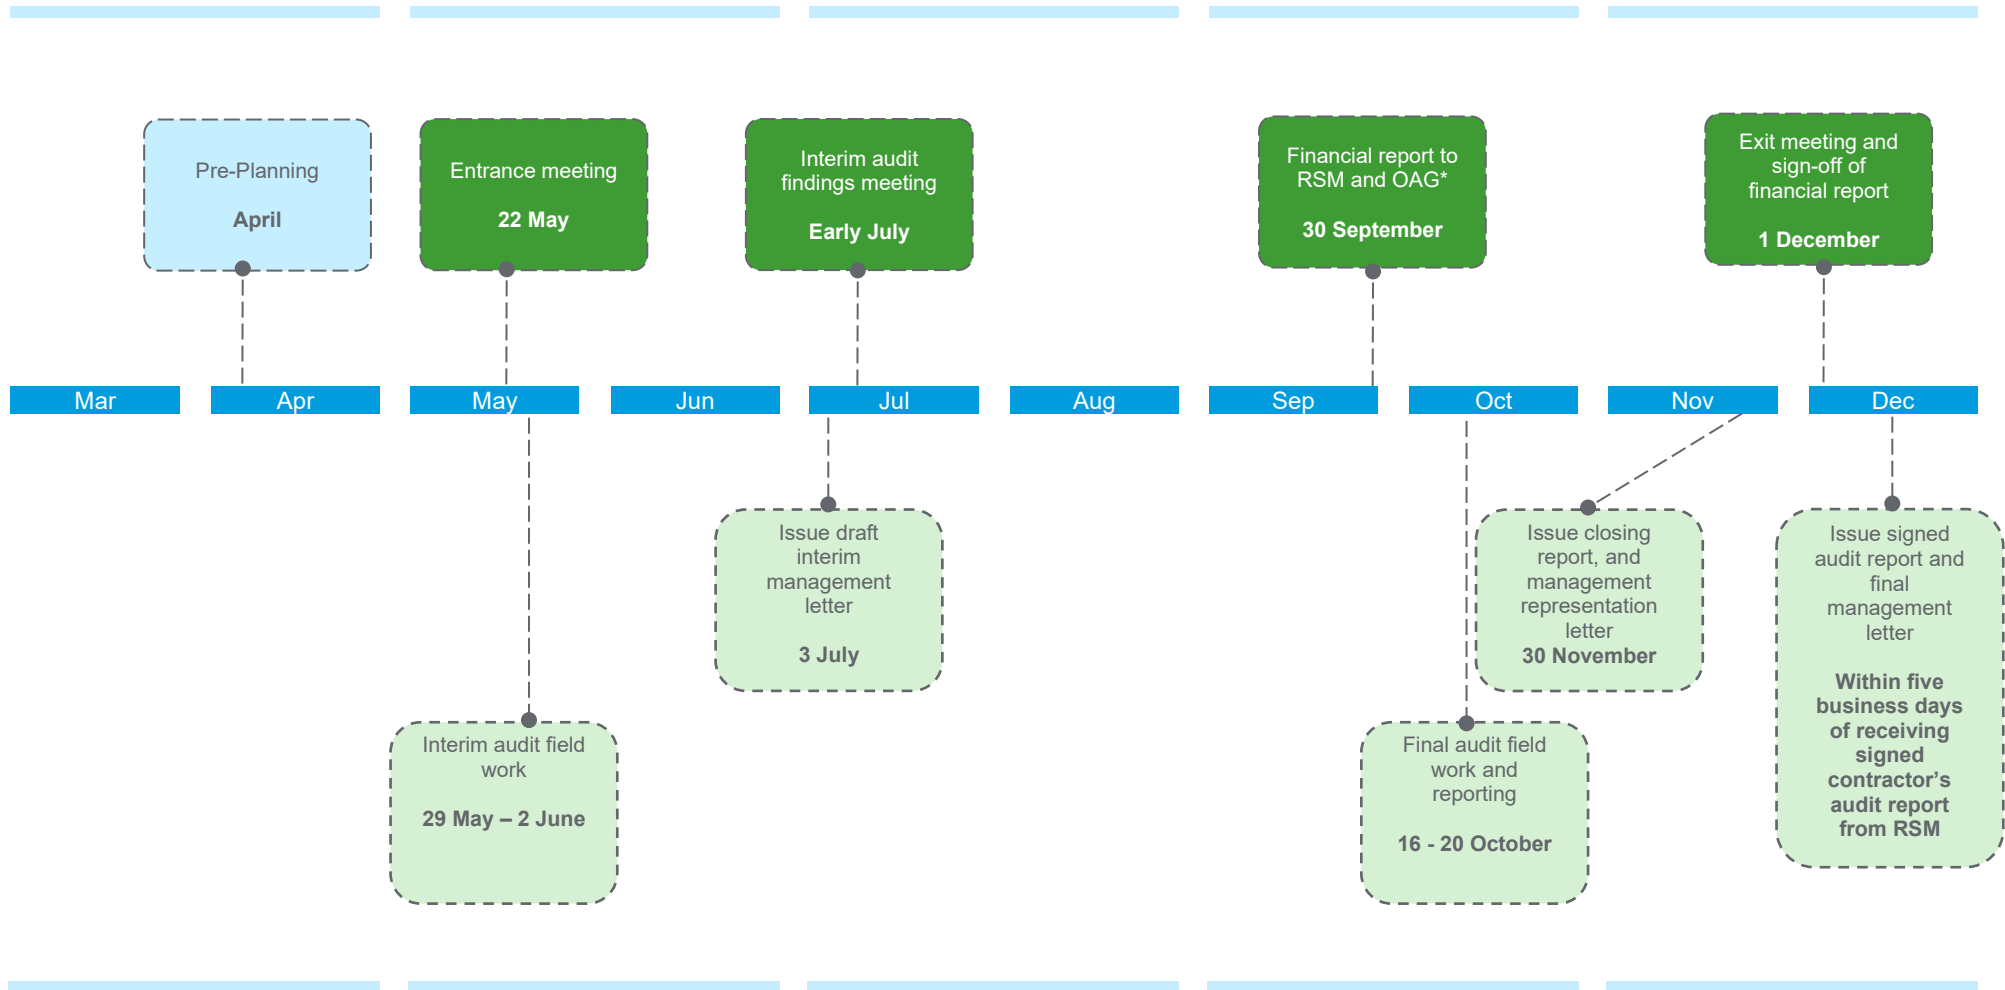 Pre-Planning
April
Entrance meeting
22 May
Interim audit
findings meeting
Early July
Financial report to
RSM and OAG*
30 September
Exit meeting and
sign-off of
financial report
1 December
Mar
Apr
May
Jun
Jul
Aug
Sep
Oct
Nov
Dec
Interim audit field
work
29 May – 2 June
Issue draft
interim
management
letter
3 July
Final audit field
work and
reporting
16 - 20 October
Issue closing
report, and
management
representation
letter
30 November
Issue signed
audit report and
final
management
letter
Within five
business days
of receiving
signed
contractor’s
audit report
from RSM